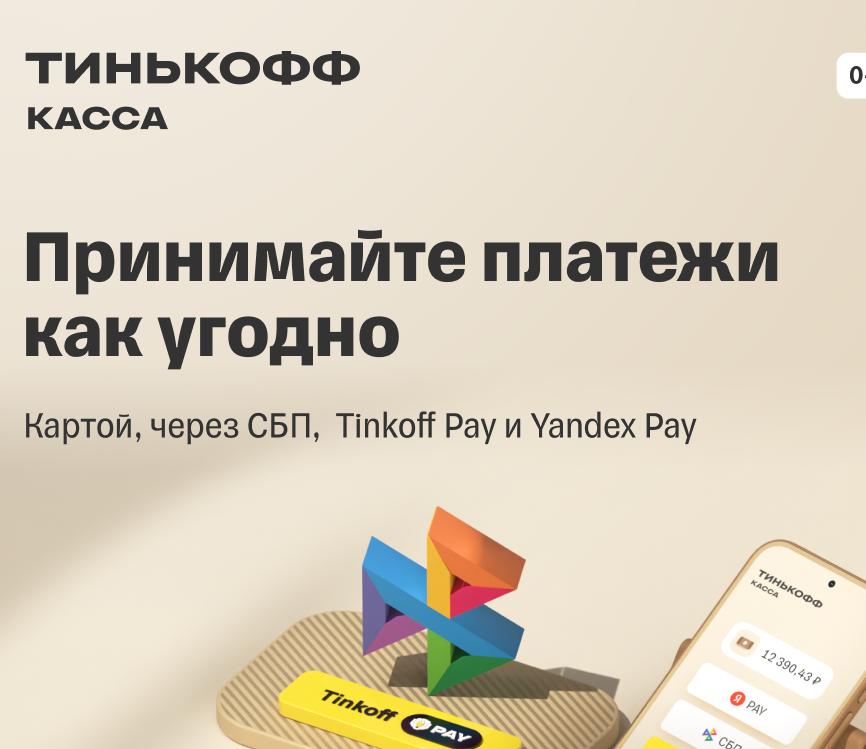 ТИНЬКОФФ
КАССА
Принимайте платежи
как угодно
Картой, через СБП,  Tinkoff Pay и Yandex Pay
ТИНЬКОФФ
КАССА
12 390,43 ₽
Я PAY
Tinkoff PAY